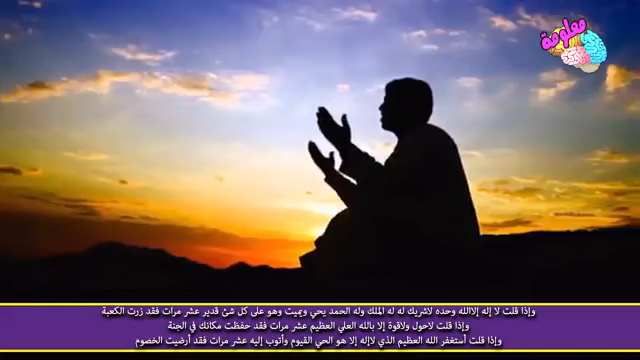 معلومة
وإذا قلت لا إله إلاالله وحده لاشريك له له الملك وله الحمد يحي ويميت وهو على كل شئ قدير عشر مرات فقد زرت الكعبة
وإذا قلت لاحول ولاقوة إلا بالله العلي العظيم عشر مرات فقد حفظت مكانك في الجنة
وإذا قلت أستغفر الله العظيم الذي لاإله إلا هو الحي القيوم وأتوب إليه عشر مرات فقد أرضيت الخصوم